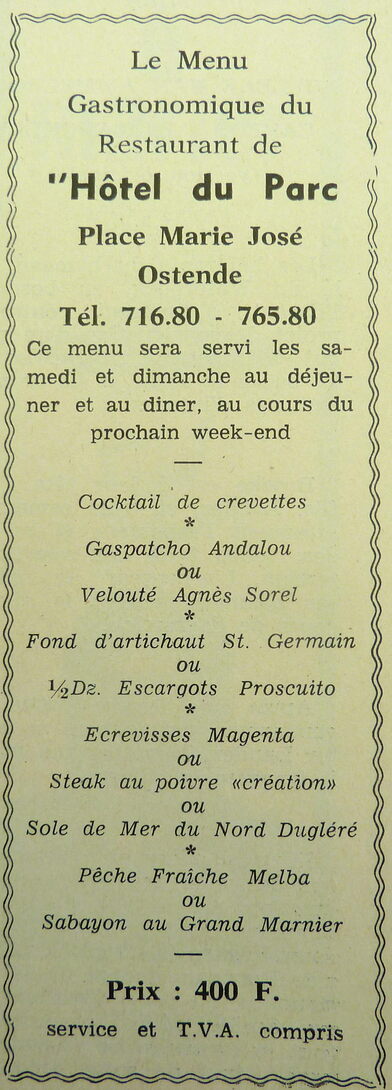 Le Menu
Gastronomique du
Restaurant de
"Hôtel du Parc
Place Marie José
Ostende
Tél. 716.80 - 765.80
Ce menu sera servi les sa-
medi et dimanche au déjeu-
ner et au diner, au cours du
prochain week-end
Cocktail de crevettes
*
Gaspatcho Andalou
ou
Velouté Agnès Sorel
*
Fond d'artichaut St. Germain
ou
½Dz. Escargots Proscuito
*
Ecrevisses Magenta
ou
Steak au poivre «création»
ou
Sole de Mer du Nord Dugléré
*
Pêche Fraîche Melba
ou
Sabayon au Grand Marnier
Prix : 400 F.
service et T.V.A. compris